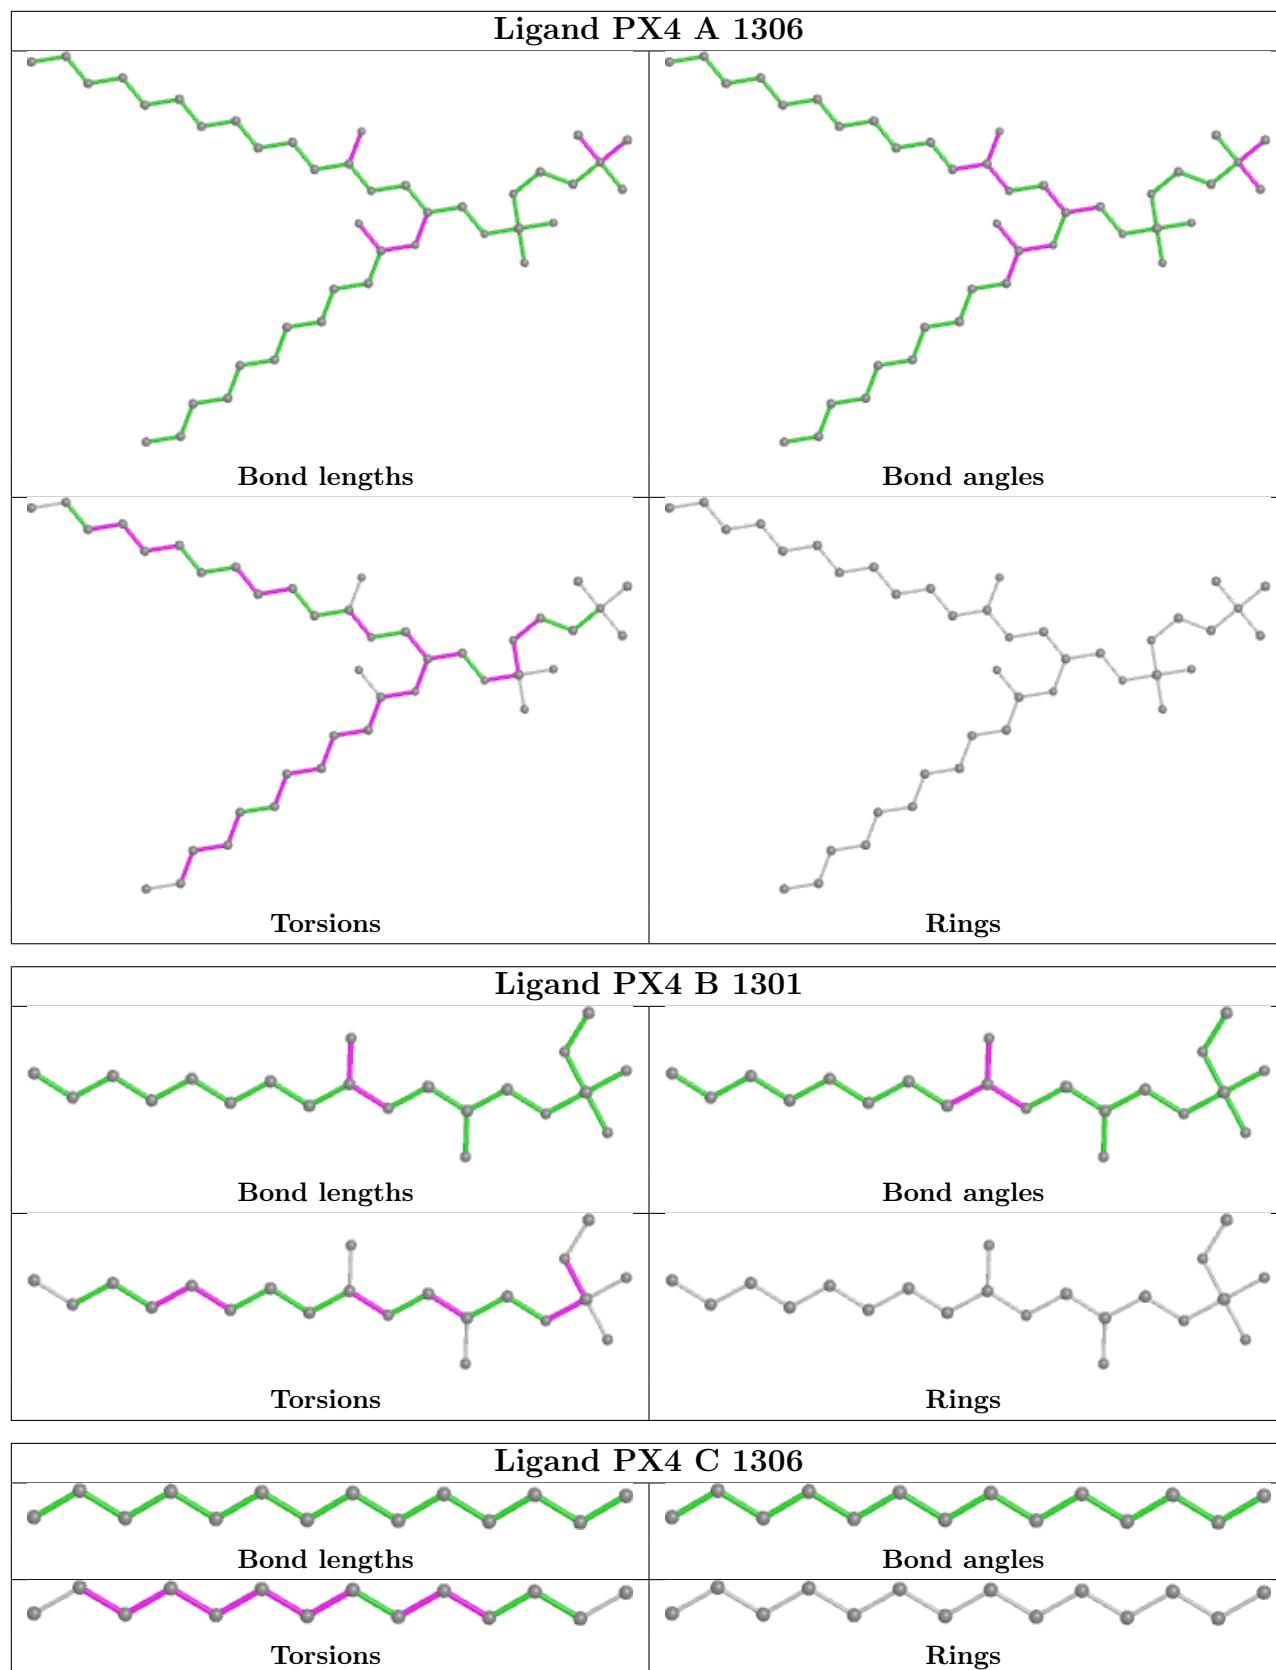 Ligand PX4 A 1306
Bond lengths
Bond angles
Torsions
Rings
Ligand PX4 B 1301
Bond lengths
Bond angles
Torsions
Rings
Ligand PX4 C 1306
Bond lengths
Bond angles
Torsions
Rings